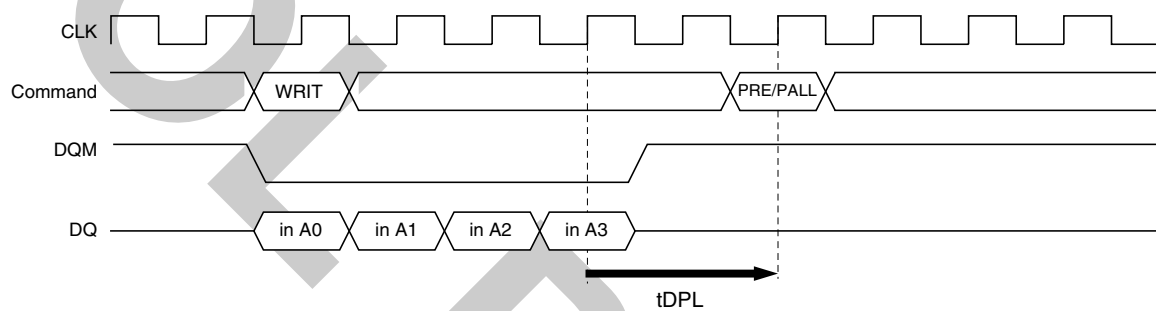 CLK
Command WRIT PRE/PALL
DQM
DQ in A0 in A1 in A2 in A3
tDPL